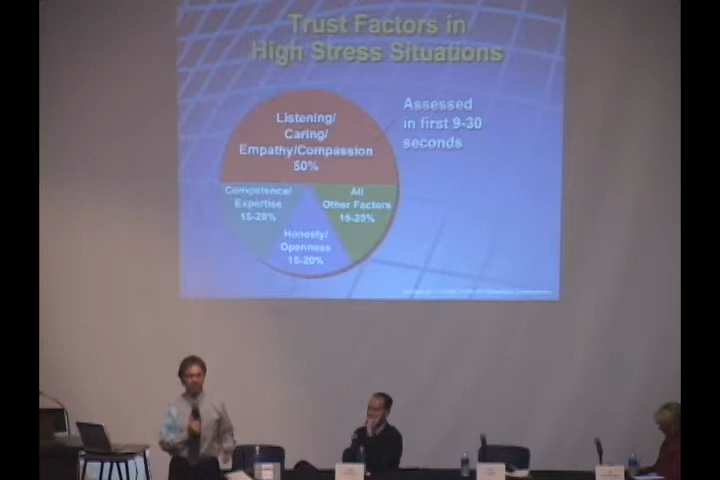 Trust Factors in
High Stress Situations
Assessed
in first 9-30
seconds
Listening/
Caring/
Empathy/Compassion
50%
Competence/
Expertise
15-20%
All
Other Factors
15-20%
Honesty/
Openness
15-20%